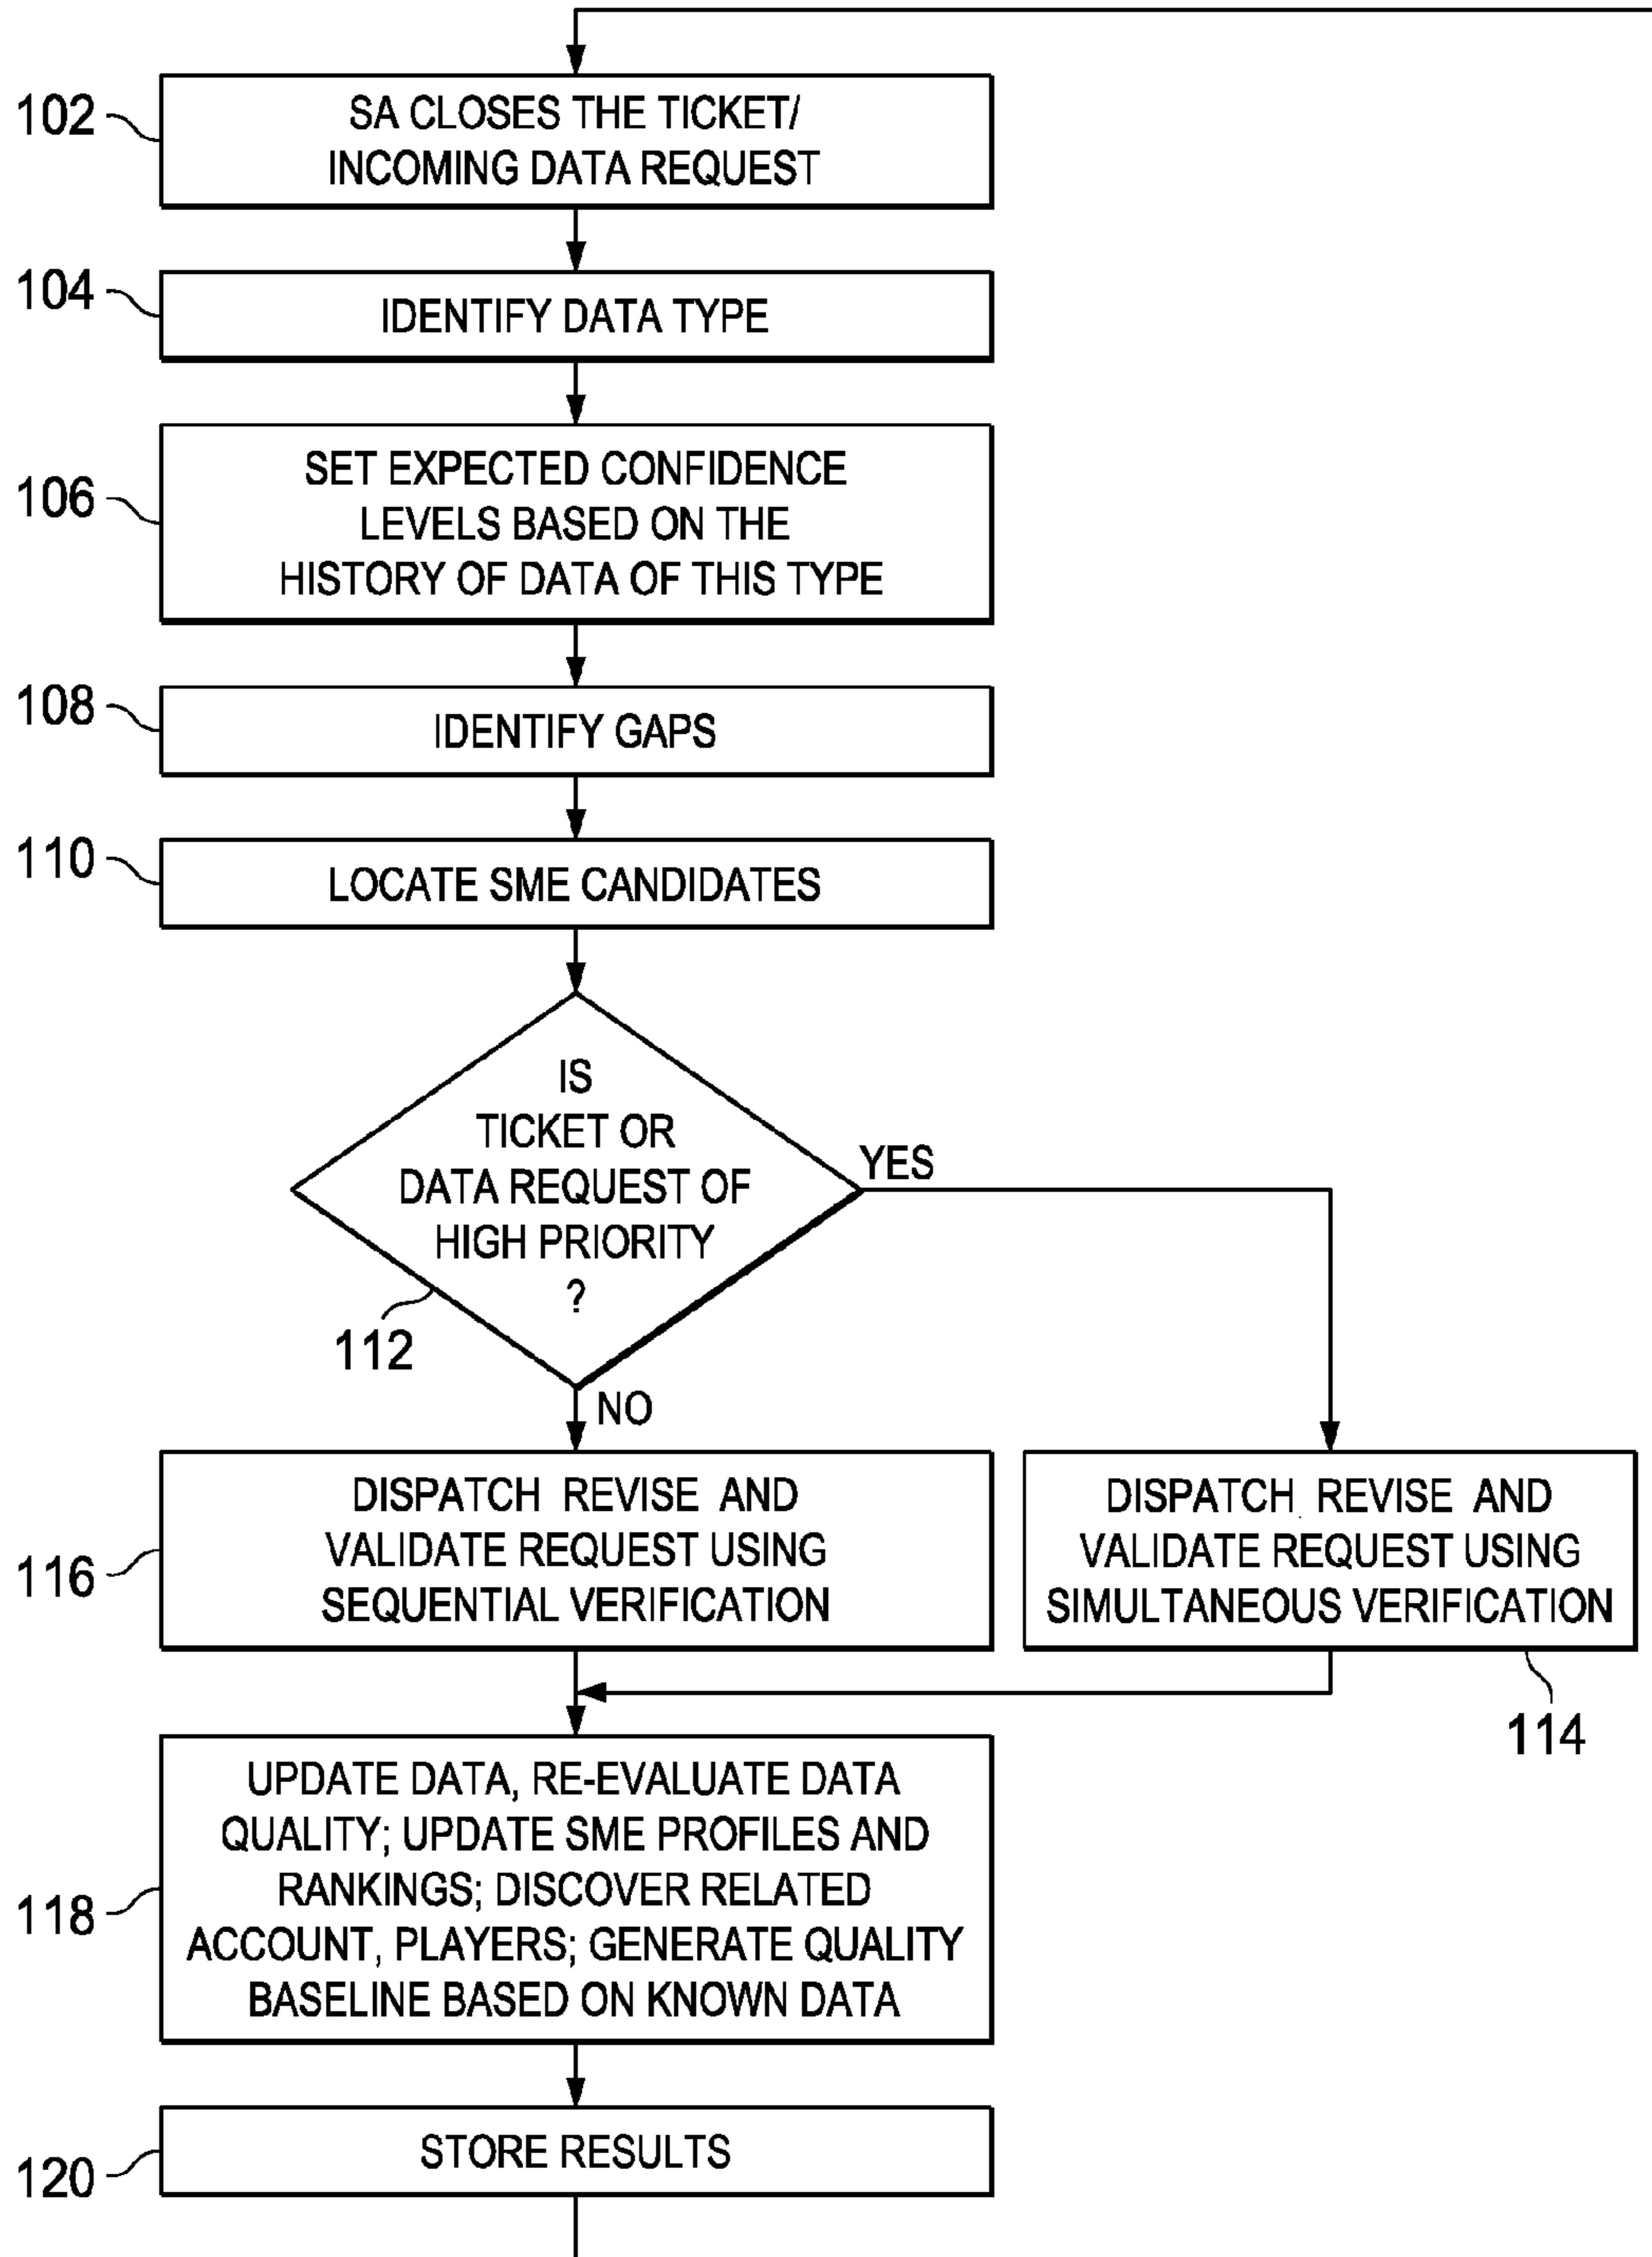 102
SA CLOSES THE TICKET/
INCOMING DATA REQUEST
104
IDENTIFY DATA TYPE
106
SET EXPECTED CONFIDENCE
LEVELS BASED ON THE
HISTORY OF DATA OF THIS TYPE
108
IDENTIFY GAPS
110
LOCATE SME CANDIDATES
IS
TICKET OR
DATA REQUEST OF
HIGH PRIORITY
?
YES
112
NO
116
DISPATCH REVISE AND
VALIDATE REQUEST USING
SEQUENTIAL VERIFICATION
DISPATCH REVISE AND
VALIDATE REQUEST USING
SIMULTANEOUS VERIFICATION
114
118
UPDATE DATA, RE-EVALUATE DATA
QUALITY; UPDATE SME PROFILES AND
RANKINGS; DISCOVER RELATED
ACCOUNT, PLAYERS; GENERATE QUALITY
BASELINE BASED ON KNOWN DATA
120
STORE RESULTS